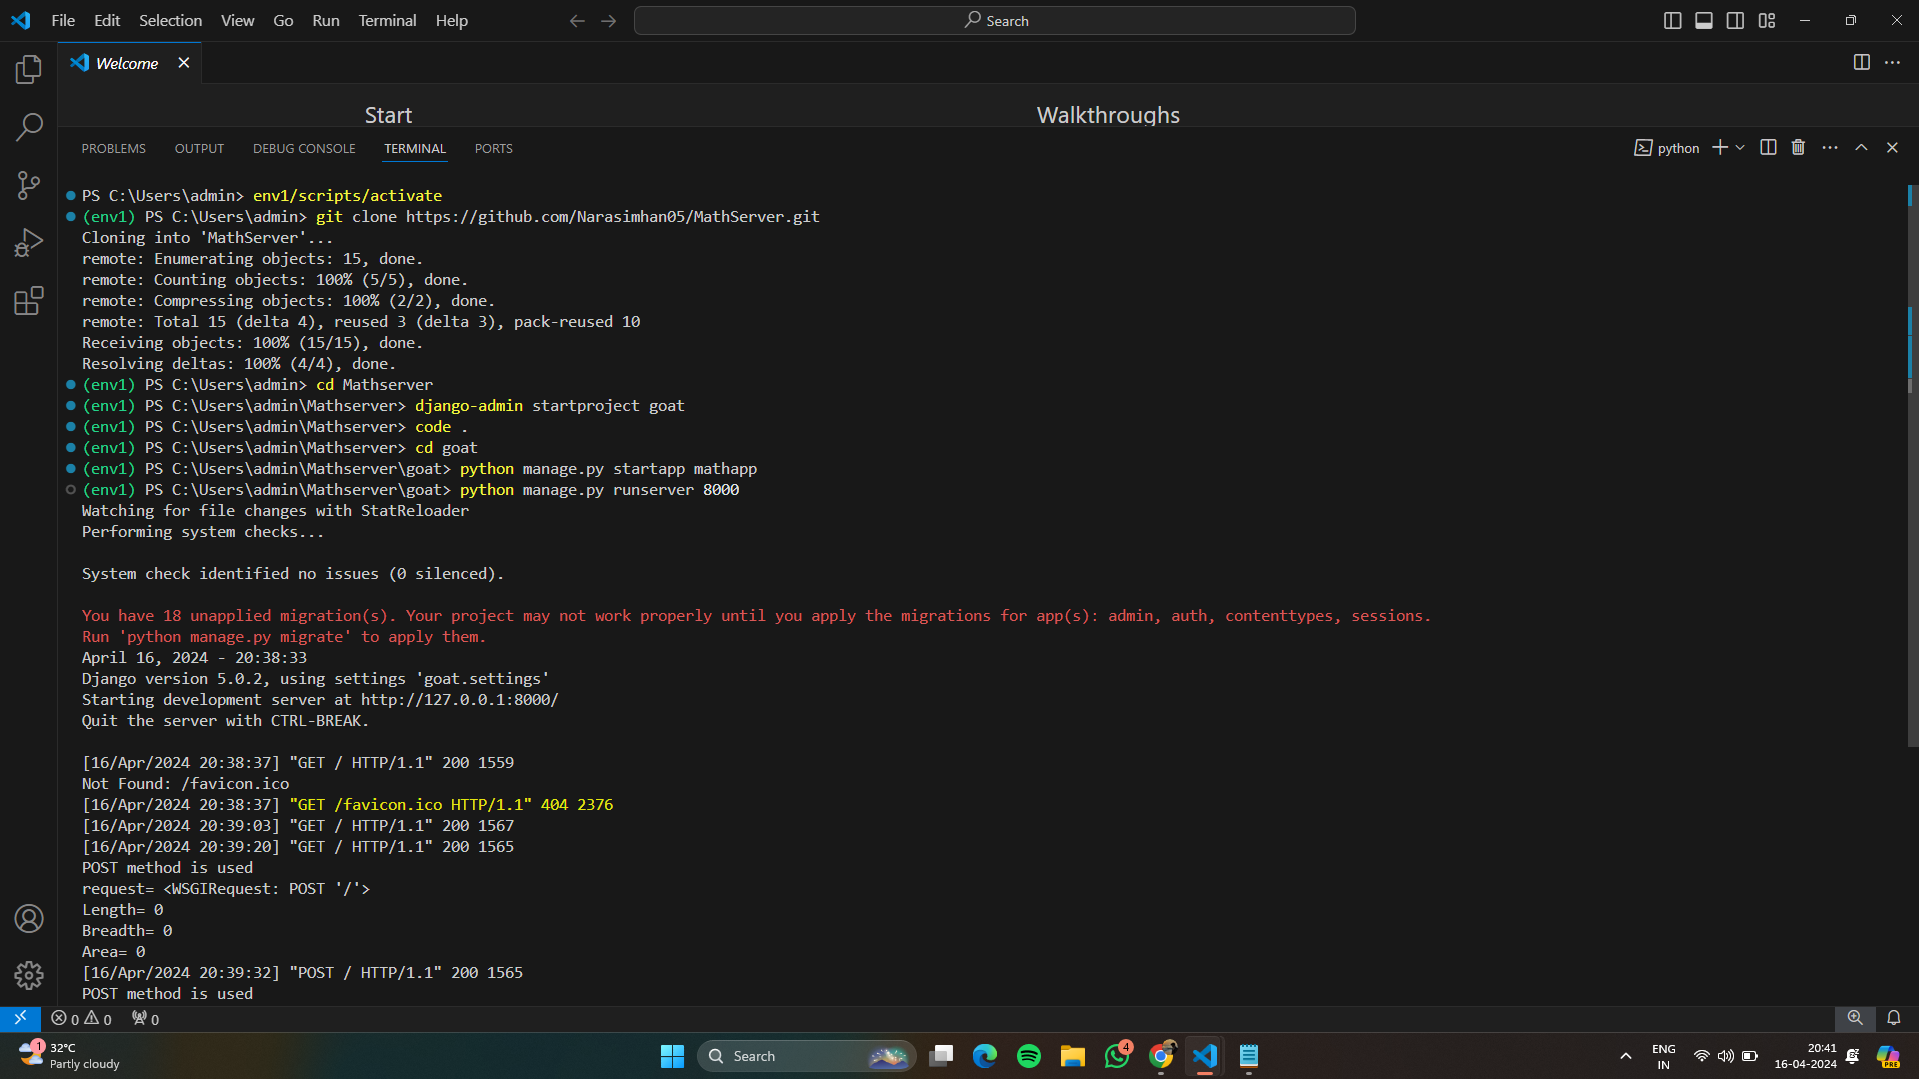 File Edit Selection View Go Run Terminal Help
Search
Welcome
Start
Walkthroughs
PROBLEMS OUTPUT DEBUG CONSOLE TERMINAL PORTS
python
PS C:\Users\admin> env1/scripts/activate
(env1) PS C:\Users\admin> git clone https://github.com/Narasimhan05/MathServer.git
Cloning into 'MathServer'...
remote: Enumerating objects: 15, done.
remote: Counting objects: 100% (5/5), done.
remote: Compressing objects: 100% (2/2), done.
remote: Total 15 (delta 4), reused 3 (delta 3), pack-reused 10
Receiving objects: 100% (15/15), done.
Resolving deltas: 100% (4/4), done.
(env1) PS C:\Users\admin> cd Mathserver
(env1) PS C:\Users\admin\Mathserver> django-admin startproject goat
(env1) PS C:\Users\admin\Mathserver> code .
(env1) PS C:\Users\admin\Mathserver> cd goat
(env1) PS C:\Users\admin\Mathserver\goat> python manage.py startapp mathapp
(env1) PS C:\Users\admin\Mathserver\goat> python manage.py runserver 8000
Watching for file changes with StatReloader
Performing system checks...
System check identified no issues (0 silenced).
You have 18 unapplied migration(s). Your project may not work properly until you apply the migrations for app(s): admin, auth, contenttypes, sessions.
Run 'python manage.py migrate' to apply them.
April 16, 2024 - 20:38:33
Django version 5.0.2, using settings 'goat.settings'
Starting development server at http://127.0.0.1:8000/
Quit the server with CTRL-BREAK.
[16/Apr/2024 20:38:37] "GET / HTTP/1.1" 200 1559
Not Found: /favicon.ico
[16/Apr/2024 20:38:37] "GET /favicon.ico HTTP/1.1" 404 2376
[16/Apr/2024 20:39:03] "GET / HTTP/1.1" 200 1567
[16/Apr/2024 20:39:20] "GET / HTTP/1.1" 200 1565
POST method is used
request= <WSGIRequest: POST '/'>
Length= 0
Breadth= 0
Area= 0
[16/Apr/2024 20:39:32] "POST / HTTP/1.1" 200 1565
POST method is used
0 0 0
1 32°C
Partly cloudy
Search
4
ENG
IN
20:41
16-04-2024
PRE